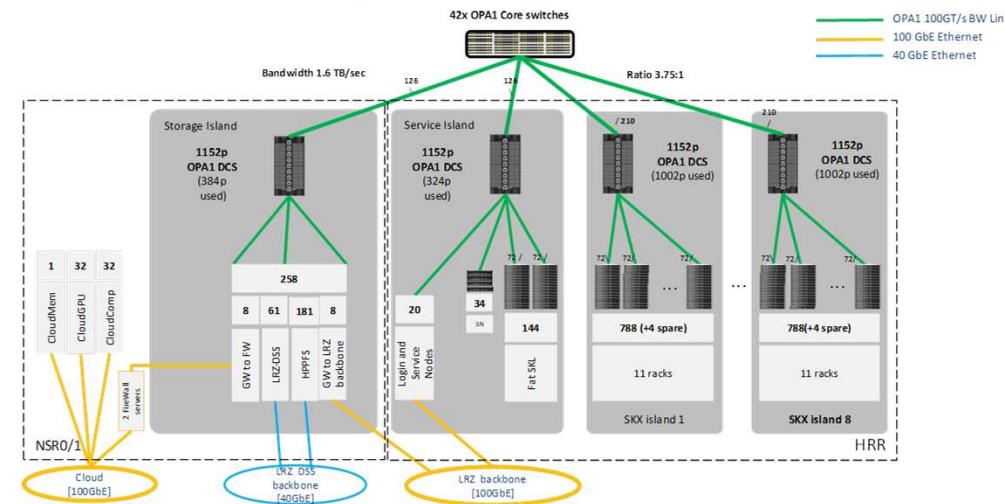 42x OPA1 Core switches
OPA1 100GT/s BW Lin
100 GbE Ethernet
40 GbE Ethernet
Bandwidth 1.6 TB/sec
Ratio 3.75:1
126
126
/ 210
210
/
Storage Island
1152p
OPA1 DCS
(384p
used)
Service Island
1152p
OPA1 DCS
(324p
used)
1152p
OPA1 DCS
(1002p used)
1152p
OPA1 DCS
(1002p used)
1
32
32
CloudMem
CloudGPU
CloudComp
2 FireWall
servers
258
8
61
181
8
GW to FW
LRZ-DSS
HPPFS
GW to LRZ
backbone
20
Login and
Service
Nodes
34
SN
72/
72/
144
Fat SKL
72\
72\
72/
...
788 (+4 spare)
11 racks
SKX island 1
...
72\
72\
72/
...
788(+4 spare)
11 racks
SKX island 8
NSR0/1
HRR
Cloud
[100GbE]
LRZ DSS
backbone
[40GbE]
LRZ backbone
[100GbE]